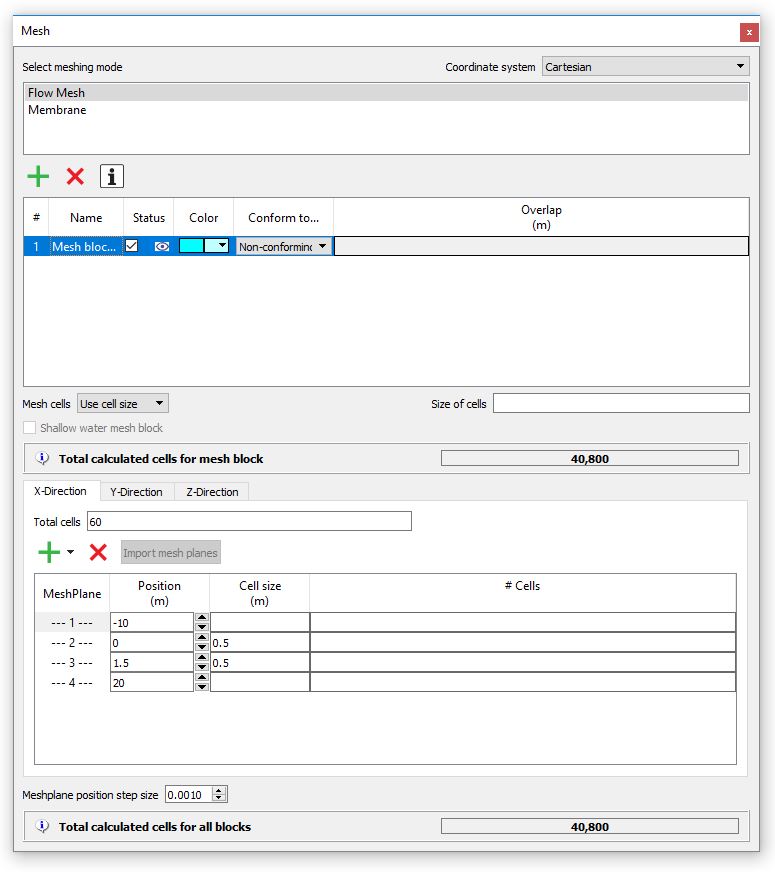 Mesh
x
Select meshing mode
Coordinate system Cartesian
Flow Mesh
Membrane
# Name Status Color Conform to... Overlap
(m)
1 Mesh bloc... Non-conforming
Mesh cells Use cell size Size of cells
Shallow water mesh block
Total calculated cells for mesh block 40,800
X-Direction Y-Direction Z-Direction
Total cells 60
Import mesh planes
MeshPlane Position Cell size # Cells
(m) (m)
--- 1 --- -10
--- 2 --- 0 0.5
--- 3 --- 1.5 0.5
--- 4 --- 20
Meshplane position step size 0.0010
Total calculated cells for all blocks 40,800